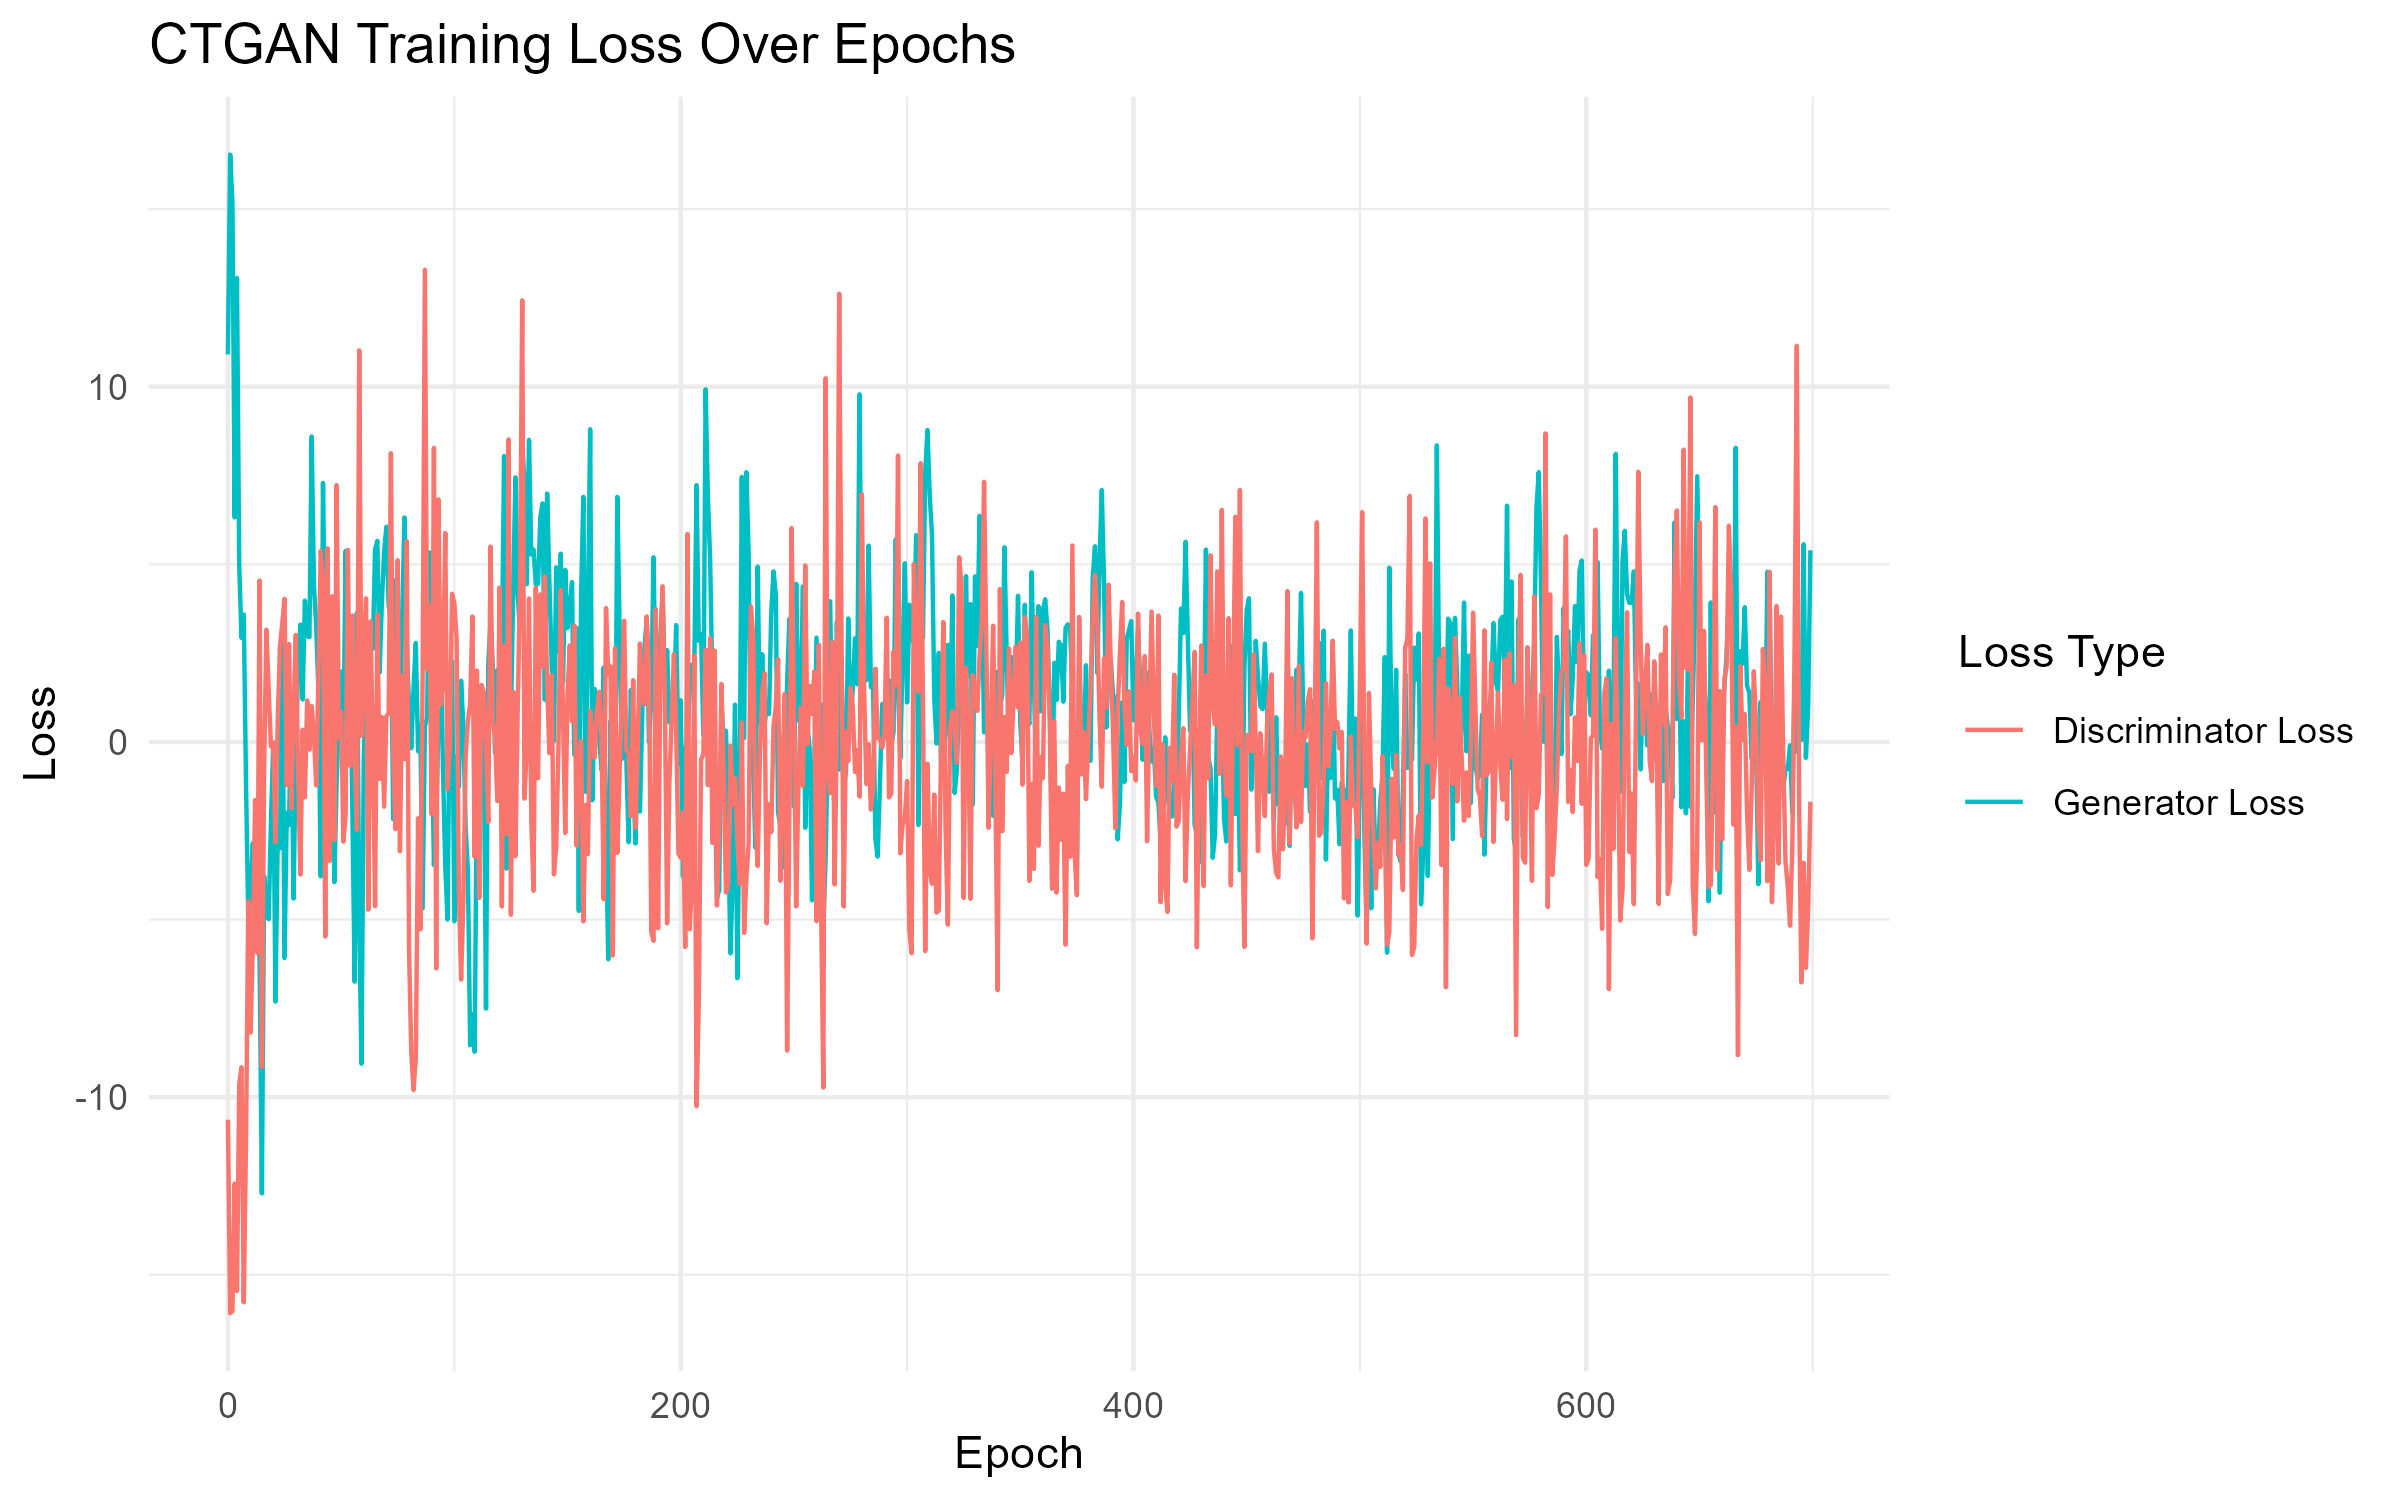 CTGAN Training Loss Over Epochs
Loss
10
0
-10
0
200
400
600
Epoch
Loss Type
Discriminator Loss
Generator Loss